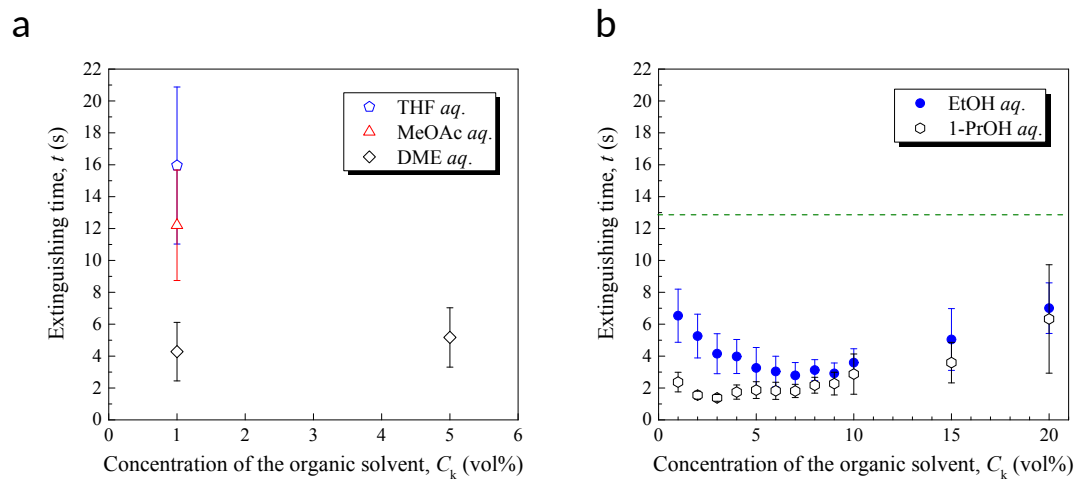 a
22
20
18
16
14
12
10
8
6
4
2
0
Extinguishing time, t (s)
THF aq.
MeOAc aq.
DME aq.
0 1 2 3 4 5 6
Concentration of the organic solvent, Ck (vol%)
b
22
20
18
16
14
12
10
8
6
4
2
0
Extinguishing time, t (s)
EtOH aq.
1-PrOH aq.
0 5 10 15 20
Concentration of the organic solvent, Ck (vol%)